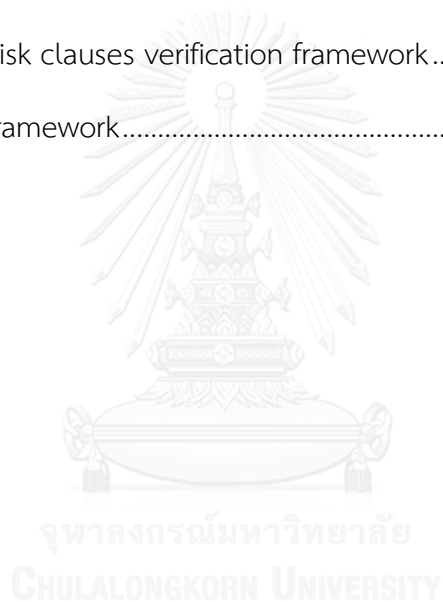 isk clauses verification framework..
ramework............................................
จุฬาลงกรณ์มหาวิทยาลัย
CHULALONGKORN UNIVERSITY